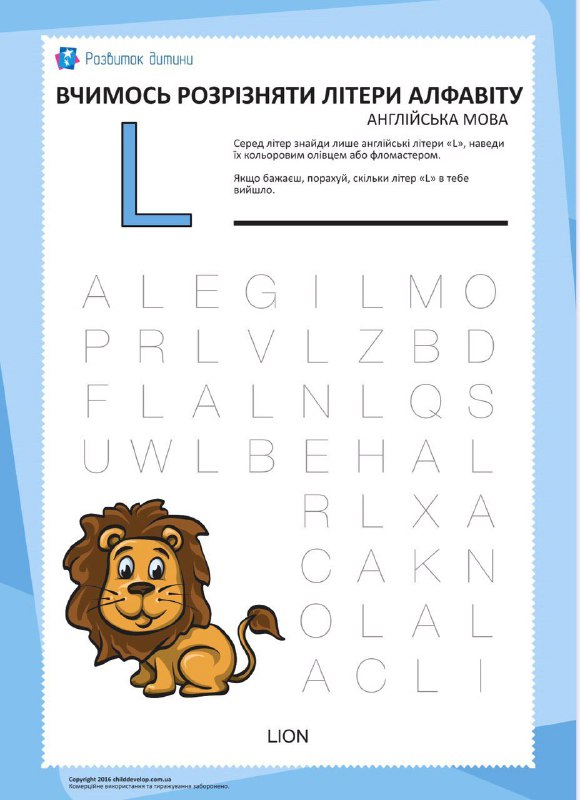 Розвиток дитини
ВЧИМОСЬ РОЗРІЗНЯТИ ЛІТЕРИ АЛФАВІТУ
АНГЛІЙСЬКА МОВА
L
Серед літер знайди лише англійські літери «L», наведи
їх кольоровим олівцем або фломастером.
Якщо бажаєш, порахуй, скільки літер «L» в тебе
вийшло.
A L E G I L M O
P R L V L Z B D
F L A L N L Q S
U W L B E H A L
R L X A
C A K N
O L A L
A C L I
LION
Copyright 2016 childdevelop.com.ua
Комерційне використання та тиражування заборонено.